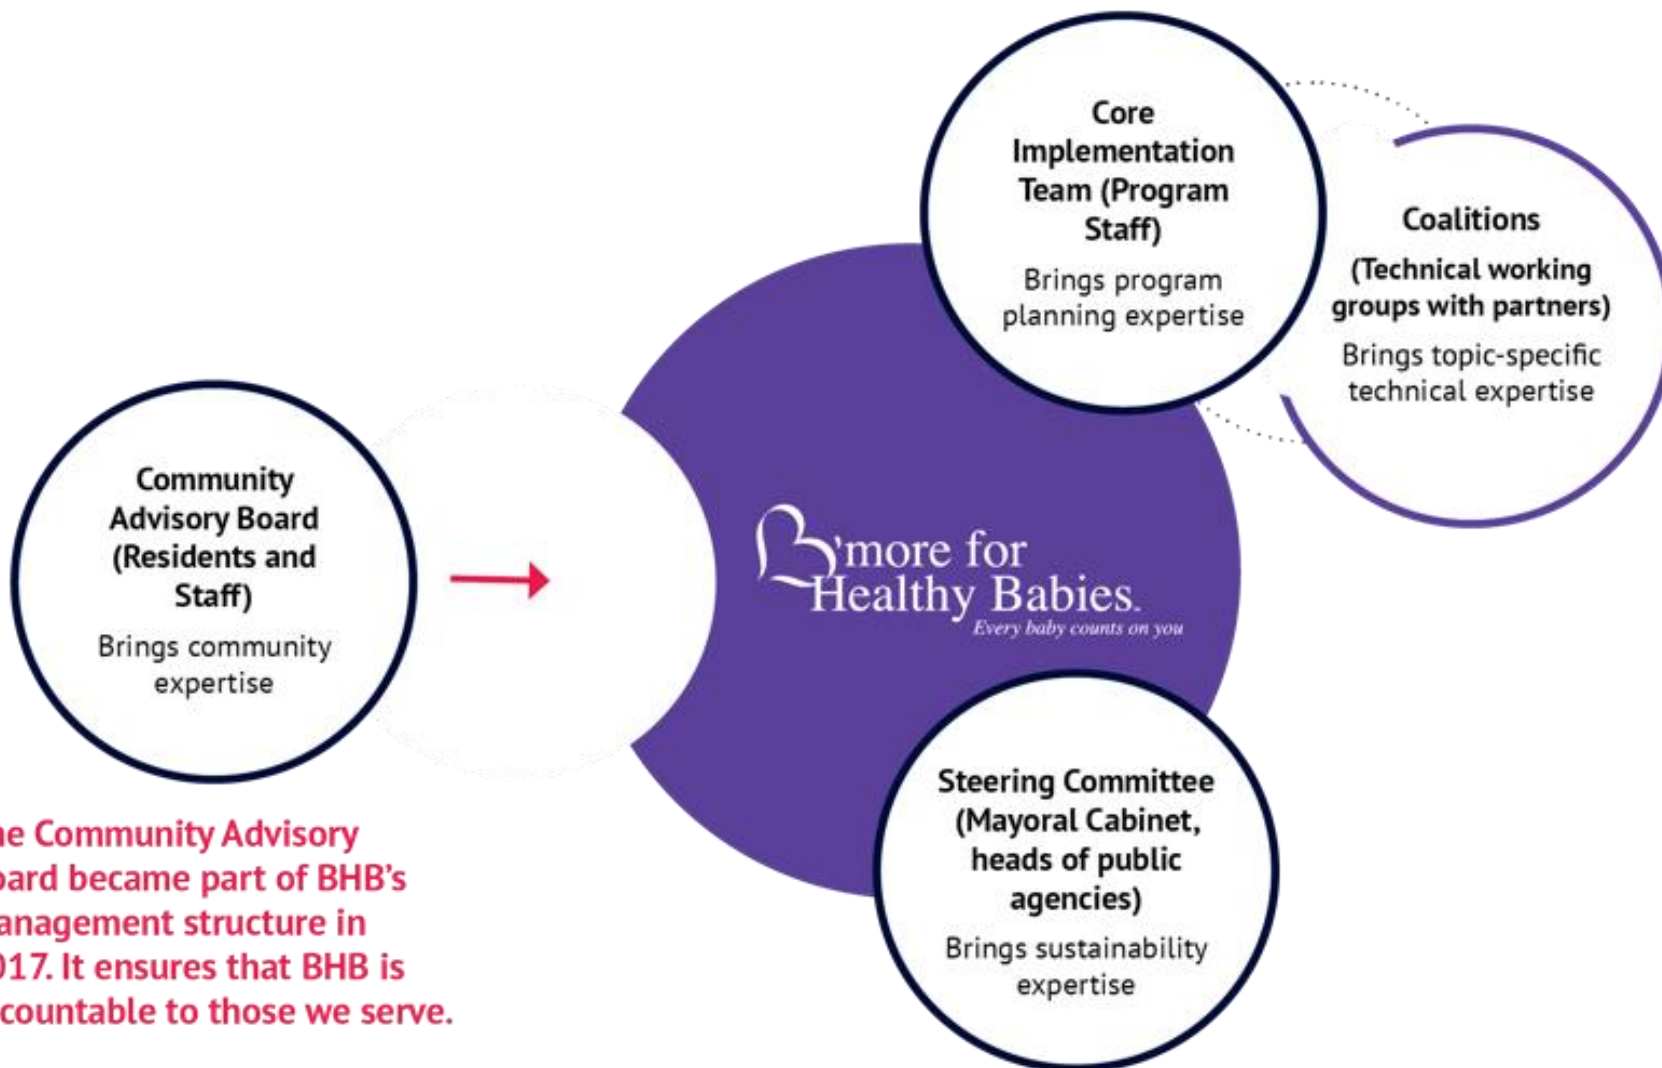 Core
Implementation
Team (Program
Staff)
Brings program
planning expertise
Coalitions
(Technical working
groups with partners)
Brings topic-specific
technical expertise
Community
Advisory Board
(Residents and
Staff)
Brings community
expertise
B'more for
Healthy Babies.
Every baby counts on you
Steering Committee
(Mayoral Cabinet,
heads of public
agencies)
Brings sustainability
expertise
he Community Advisory
oard became part of BHB’s
anagement structure in
017. It ensures that BHB is
countable to those we serve.